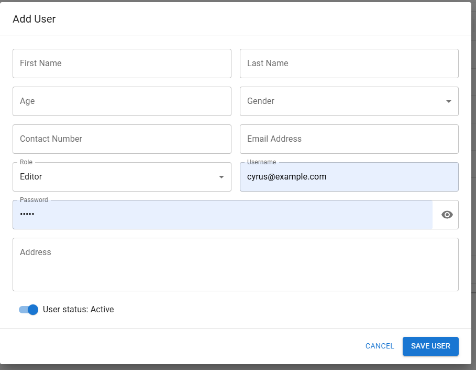 Add User
First Name
Last Name
Age
Gender
Contact Number
Email Address
Role
Editor
Username
cyrus@example.com
Password
•••••
Address
User status: Active
CANCEL
SAVE USER